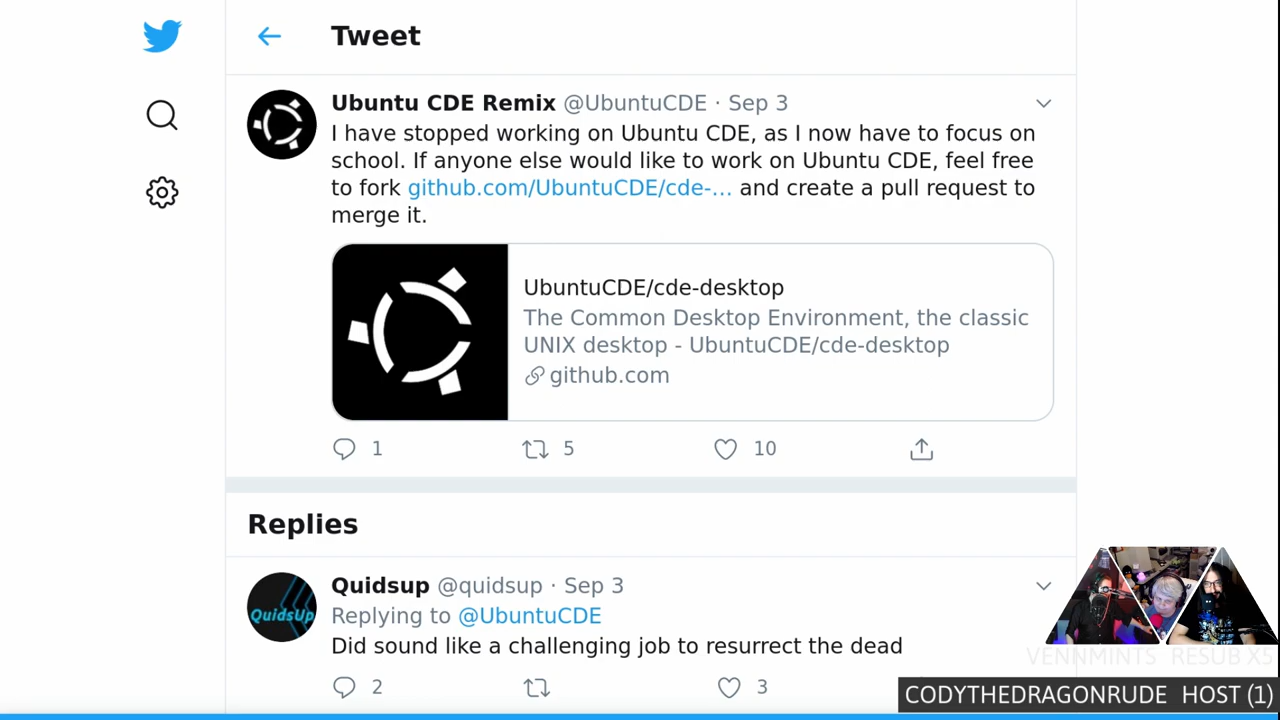 Tweet
Ubuntu CDE Remix @UbuntuCDE · Sep 3
I have stopped working on Ubuntu CDE, as I now have to focus on
school. If anyone else would like to work on Ubuntu CDE, feel free
to fork github.com/UbuntuCDE/cde-... and create a pull request to
merge it.
UbuntuCDE/cde-desktop
The Common Desktop Environment, the classic
UNIX desktop - UbuntuCDE/cde-desktop
github.com
1 5 10
Replies
QuidsUp
Quidsup @quidsup · Sep 3
Replying to @UbuntuCDE
Did sound like a challenging job to resurrect the dead
2 3
VENNMINTS RESUB X5
CODYTHEDRAGONRUDE HOST (1)